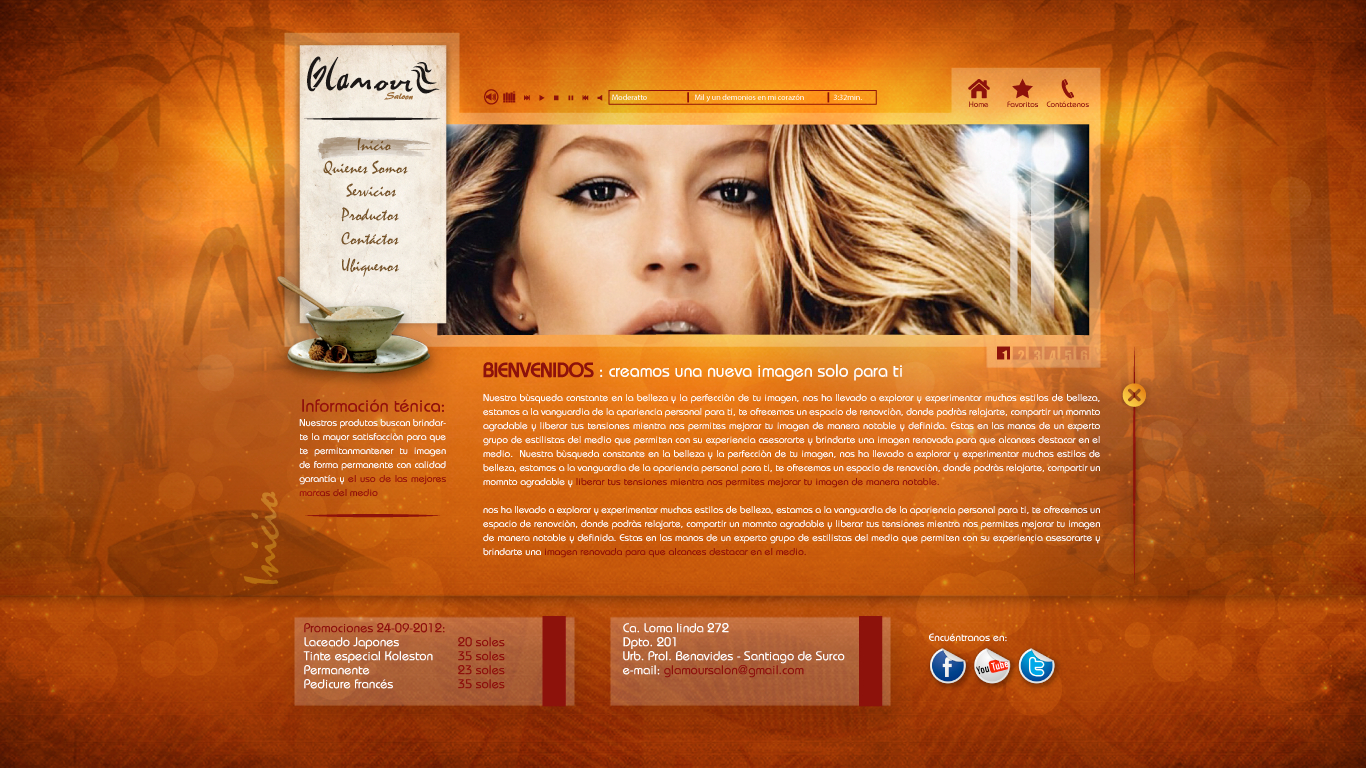 Glamour
Saloon
Inicio
Quienes Somos
Servicios
Productos
Contáctos
Ubiquenos
Moderatto
Mil y un demonios en mi corazón
3:32min.
Home
Favoritos
Contáctenos
1 2 3 4 5 6
BIENVENIDOS : creamos una nueva imagen solo para ti
Nuestra bùsqueda constante en la belleza y la perfecciòn de tu imagen, nos ha llevado a explorar y experimentar muchos estilos de belleza,
estamos a la vanguardia de la apariencia personal para ti, te ofrecemos un espacio de renovciòn, donde podràs relajarte, compartir un momnto
agradable y liberar tus tensiones mientra nos permites mejorar tu imagen de manera notable y definida. Estas en las manos de un experto
grupo de estilistas del medio que permiten con su experiencia asesorarte y brindarte una imagen renovada para que alcances destacar en el
medio. Nuestra bùsqueda constante en la belleza y la perfecciòn de tu imagen, nos ha llevado a explorar y experimentar muchos estilos de
belleza, estamos a la vanguardia de la apariencia personal para ti, te ofrecemos un espacio de renovciòn, donde podràs relajarte, compartir un
momnto agradable y liberar tus tensiones mientra nos permites mejorar tu imagen de manera notable.
nos ha llevado a explorar y experimentar muchos estilos de belleza, estamos a la vanguardia de la apariencia personal para ti, te ofrecemos un
espacio de renovciòn, donde podràs relajarte, compartir un momnto agradable y liberar tus tensiones mientra nos permites mejorar tu imagen
de manera notable y definida. Estas en las manos de un experto grupo de estilistas del medio que permiten con su experiencia asesorarte y
brindarte una imagen renovada para que alcances destacar en el medio.
Información ténica:
Nuestros produtos buscan brindar-
te la mayor satisfacciòn para que
te permitanmantener tu imagen
de forma permanente con calidad
garantia y el uso de las mejores
marcas del medio
Inicio
Promociones 24-09-2012:
Laceado Japones 20 soles
Tinte especial Koleston 35 soles
Permanente 23 soles
Pedicure francés 35 soles
Ca. Loma linda 272
Dpto. 201
Urb. Prol. Benavides - Santiago de Surco
e-mail: glamoursalon@gmail.com
Encuéntranos en:
f
YouTube
t